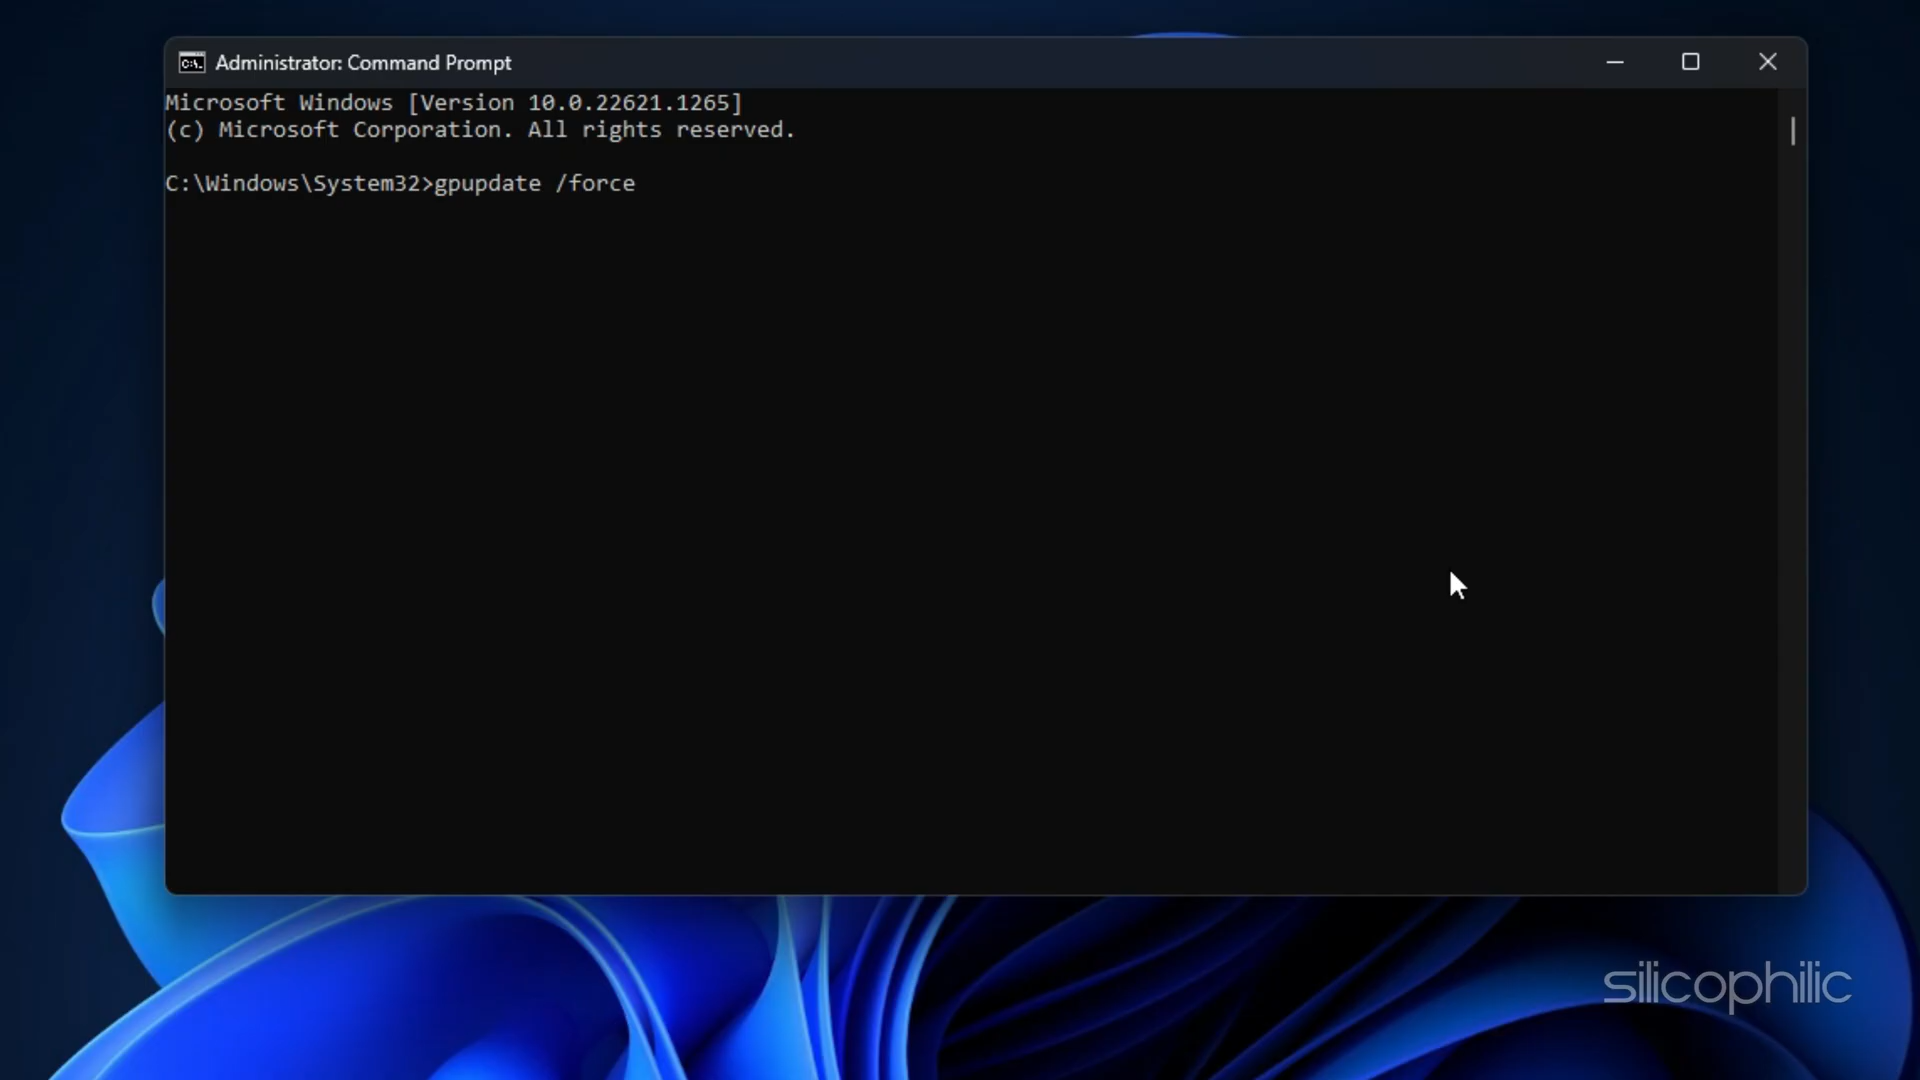 Administrator: Command Prompt
Microsoft Windows [Version 10.0.22621.1265]
(c) Microsoft Corporation. All rights reserved.
C:\Windows\System32>gpupdate /force
silicophilic